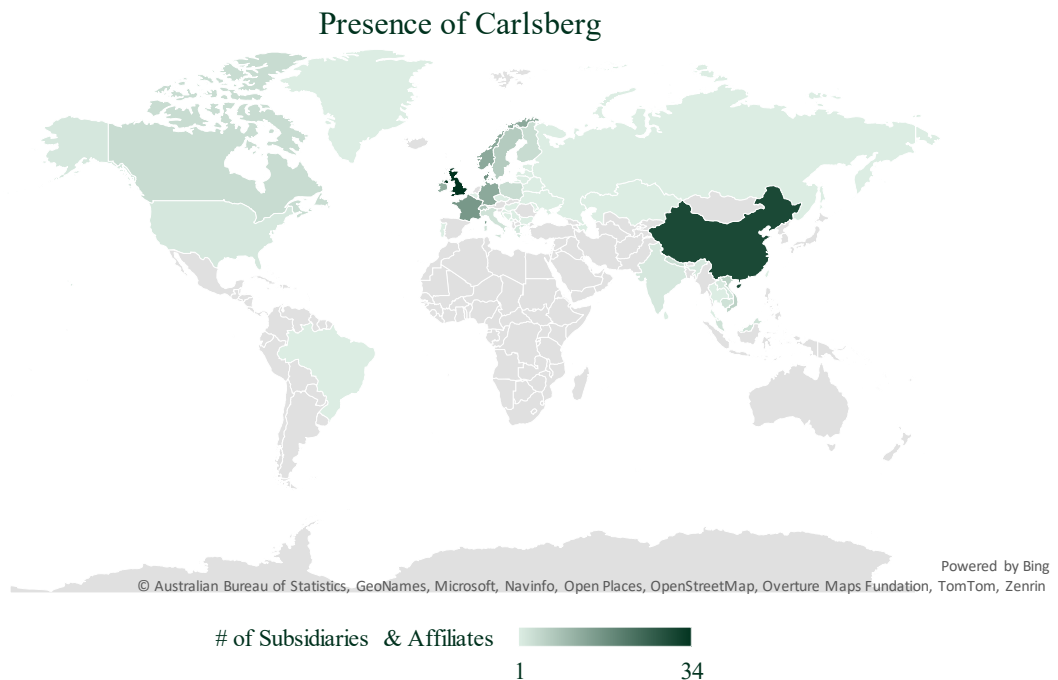 Presence of Carlsberg
Powered by Bing
© Australian Bureau of Statistics, GeoNames, Microsoft, Navinfo, Open Places, OpenStreetMap, Overture Maps Fundation, TomTom, Zenrin
# of Subsidiaries & Affiliates
1 34